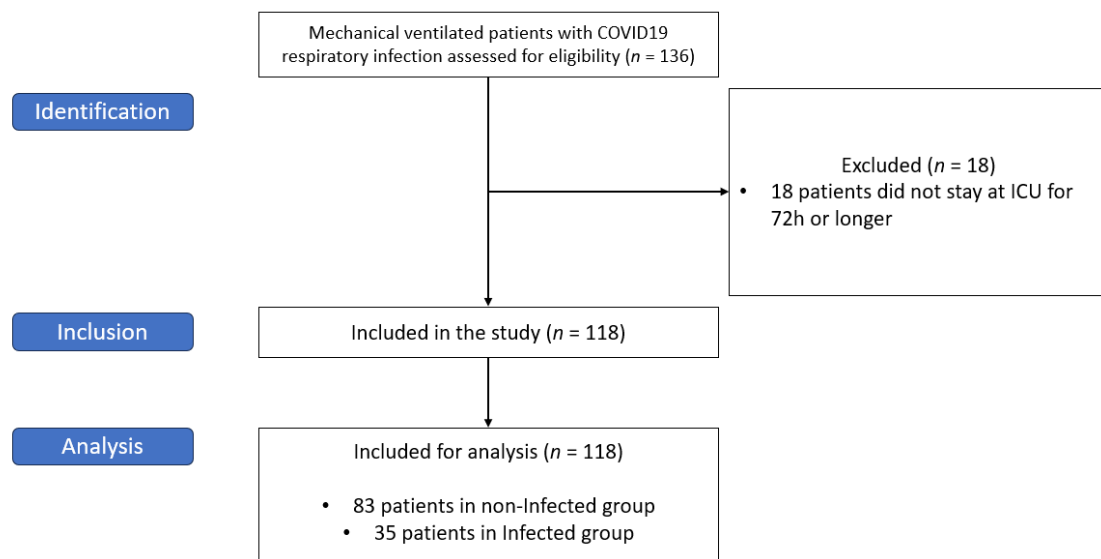 Mechanical ventilated patients with COVID19
respiratory infection assessed for eligibility (n = 136)
Identification
Excluded (n = 18)
• 18 patients did not stay at ICU for
72h or longer
Inclusion
Included in the study (n = 118)
Analysis
Included for analysis (n = 118)
• 83 patients in non-Infected group
• 35 patients in Infected group